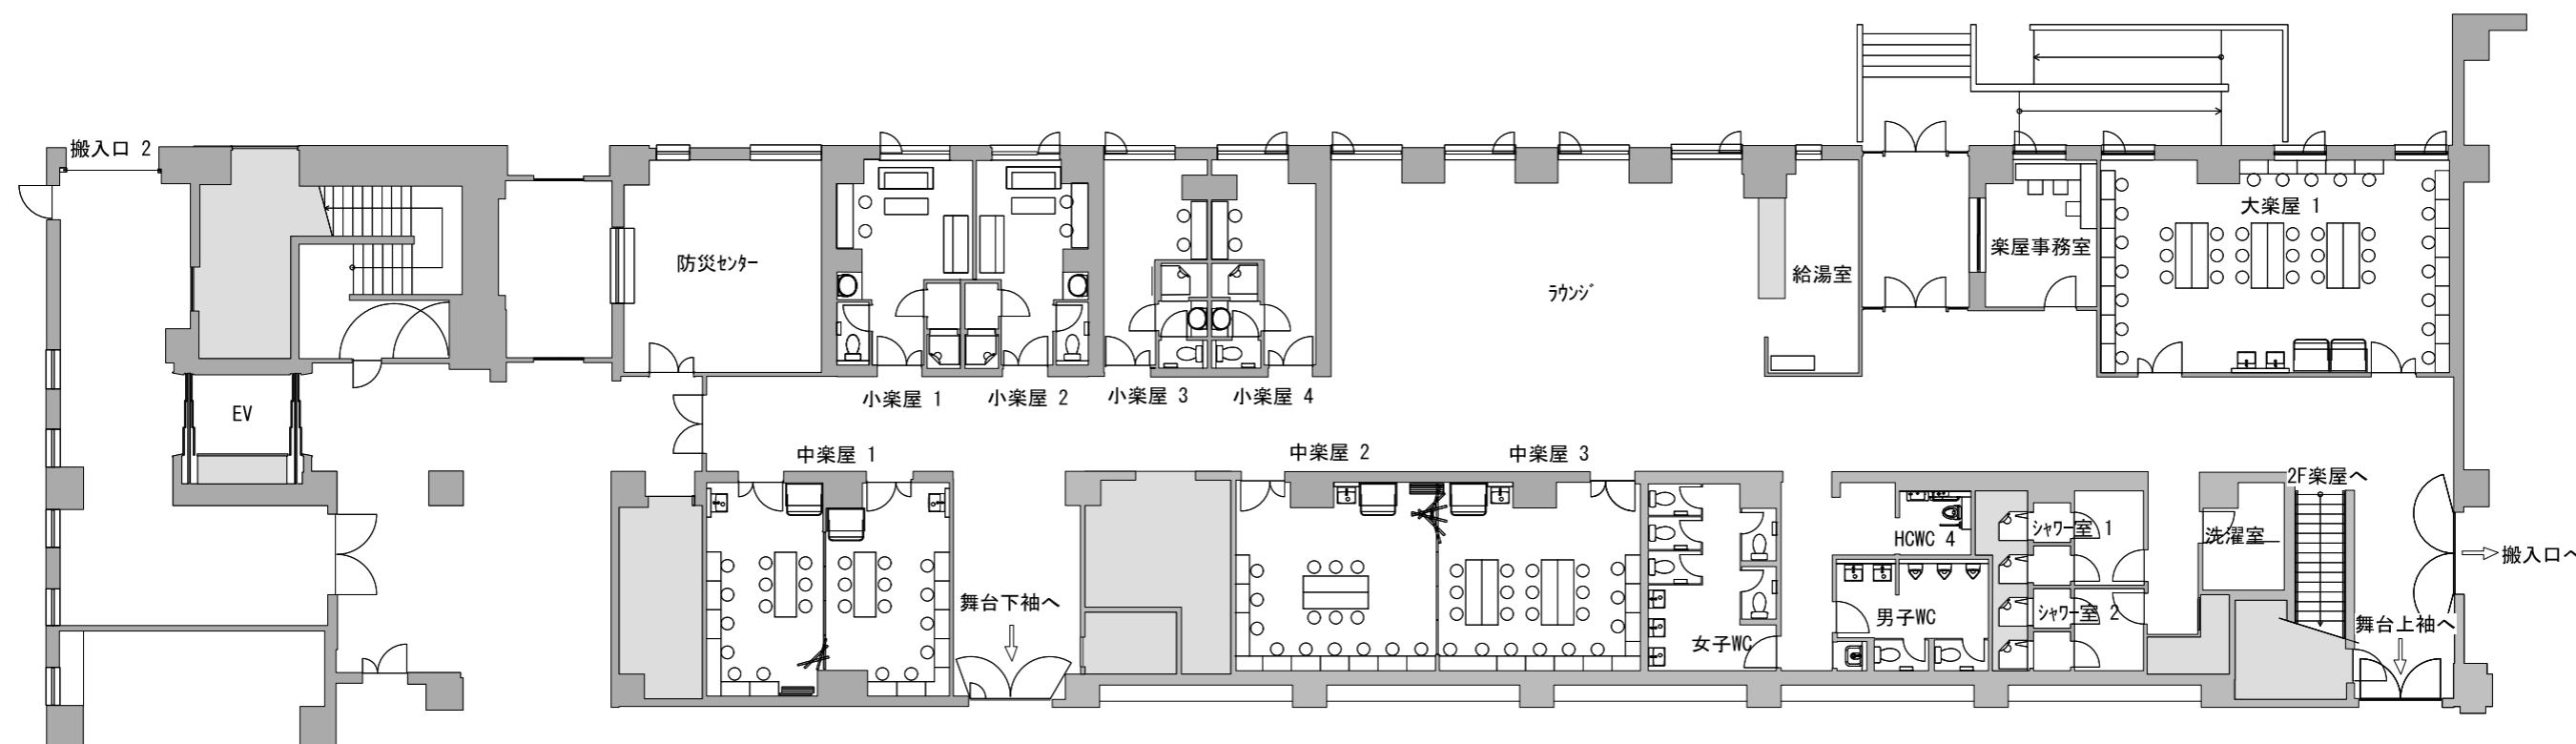 搬入口 2
大楽屋 1
楽屋事務室
防災ｾﾝﾀｰ
給湯室
ﾗｳﾝｼﾞ
小楽屋 1
小楽屋 2
小楽屋 3
小楽屋 4
EV
中楽屋 1
中楽屋 2
中楽屋 3
2F楽屋へ
ｼｬﾜｰ室 1
HCWC 4
洗濯室
搬入口へ
舞台下袖へ
ｼｬﾜｰ室 2
男子WC
舞台上袖へ
女子WC